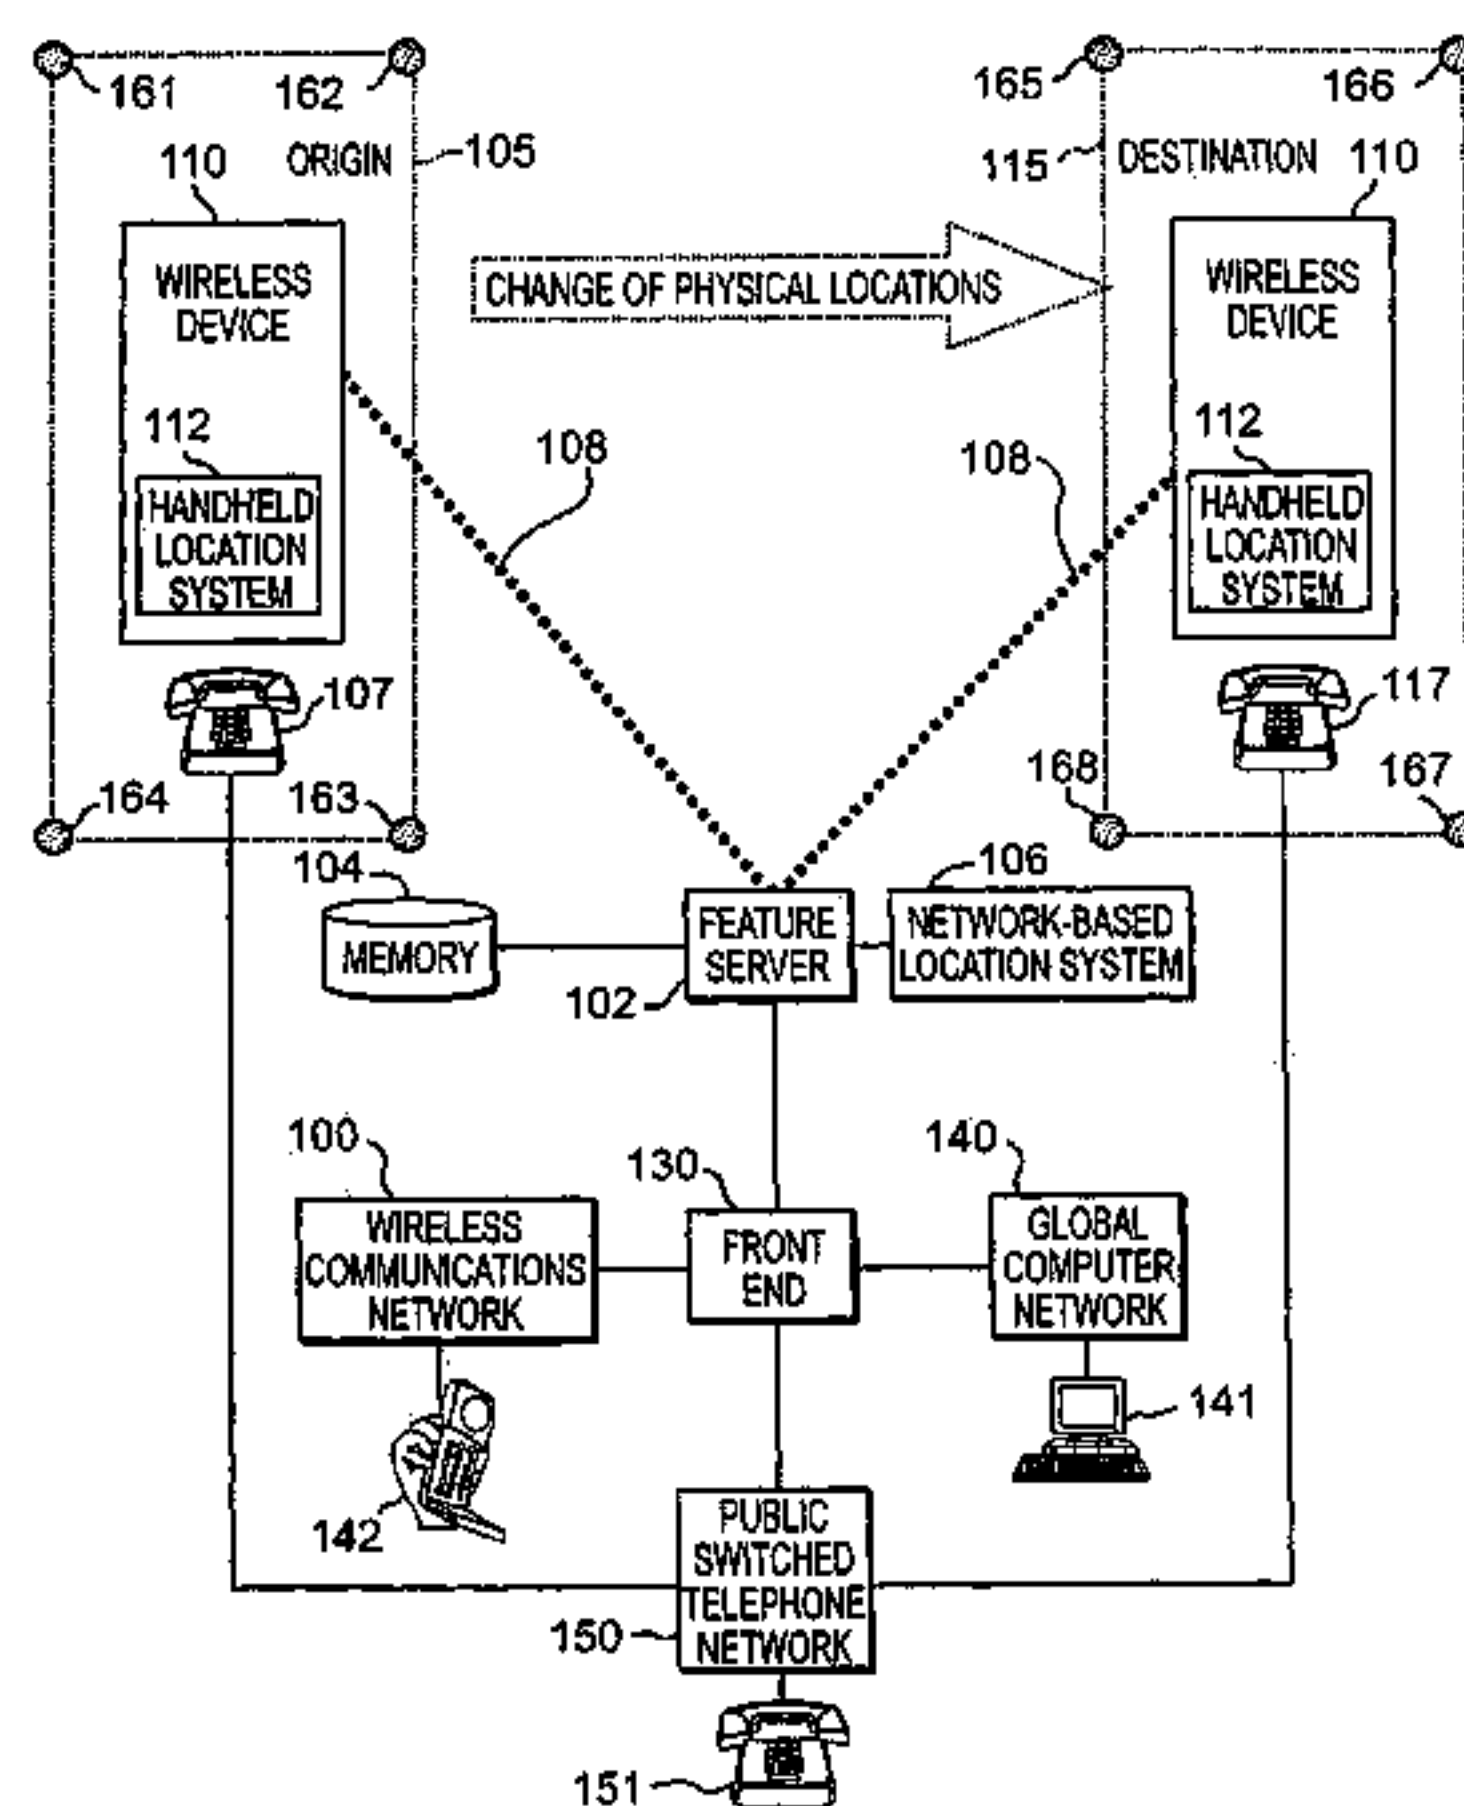 161
162
165
166
110
ORIGIN
105
115
DESTINATION
110
WIRELESS
DEVICE
CHANGE OF PHYSICAL LOCATIONS
WIRELESS
DEVICE
112
HANDHELD
LOCATION
SYSTEM
108
108
112
HANDHELD
LOCATION
SYSTEM
107
117
164
163
168
167
104
MEMORY
FEATURE
SERVER
102
106
NETWORK-BASED
LOCATION SYSTEM
100
WIRELESS
COMMUNICATIONS
NETWORK
130
FRONT
END
140
GLOBAL
COMPUTER
NETWORK
142
141
PUBLIC
SWITCHED
TELEPHONE
NETWORK
150
151